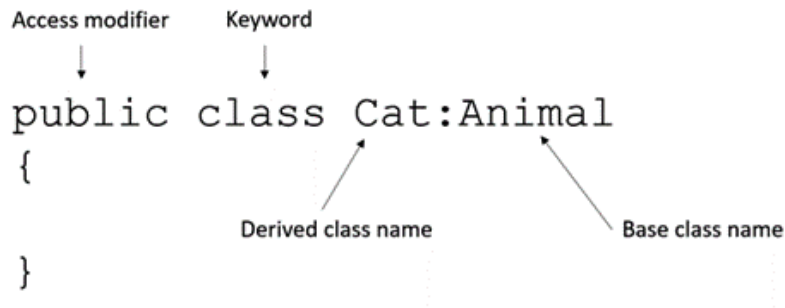 Access modifier Keyword
public class Cat:Animal
{
Derived class name Base class name
}